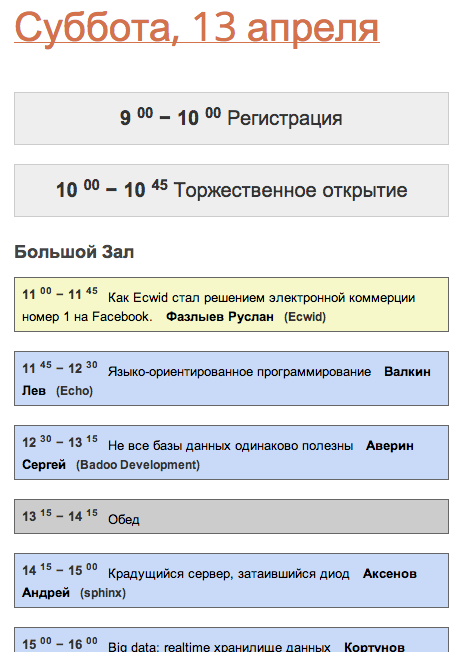 Суббота, 13 апреля
9 00 – 10 00 Регистрация
10 00 – 10 45 Торжественное открытие
Большой Зал
11 00 – 11 45 Как Ecwid стал решением электронной коммерции
номер 1 на Facebook. Фазлыев Руслан (Ecwid)
11 45 – 12 30 Языко-ориентированное программирование Валкин
Лев (Echo)
12 30 – 13 15 Не все базы данных одинаково полезны Аверин
Сергей (Badoo Development)
13 15 – 14 15 Обед
14 15 – 15 00 Крадущийся сервер, затаившийся диод Аксенов
Андрей (sphinx)
15 00 – 16 00 Big data: realtime хранилище данных Кортунов